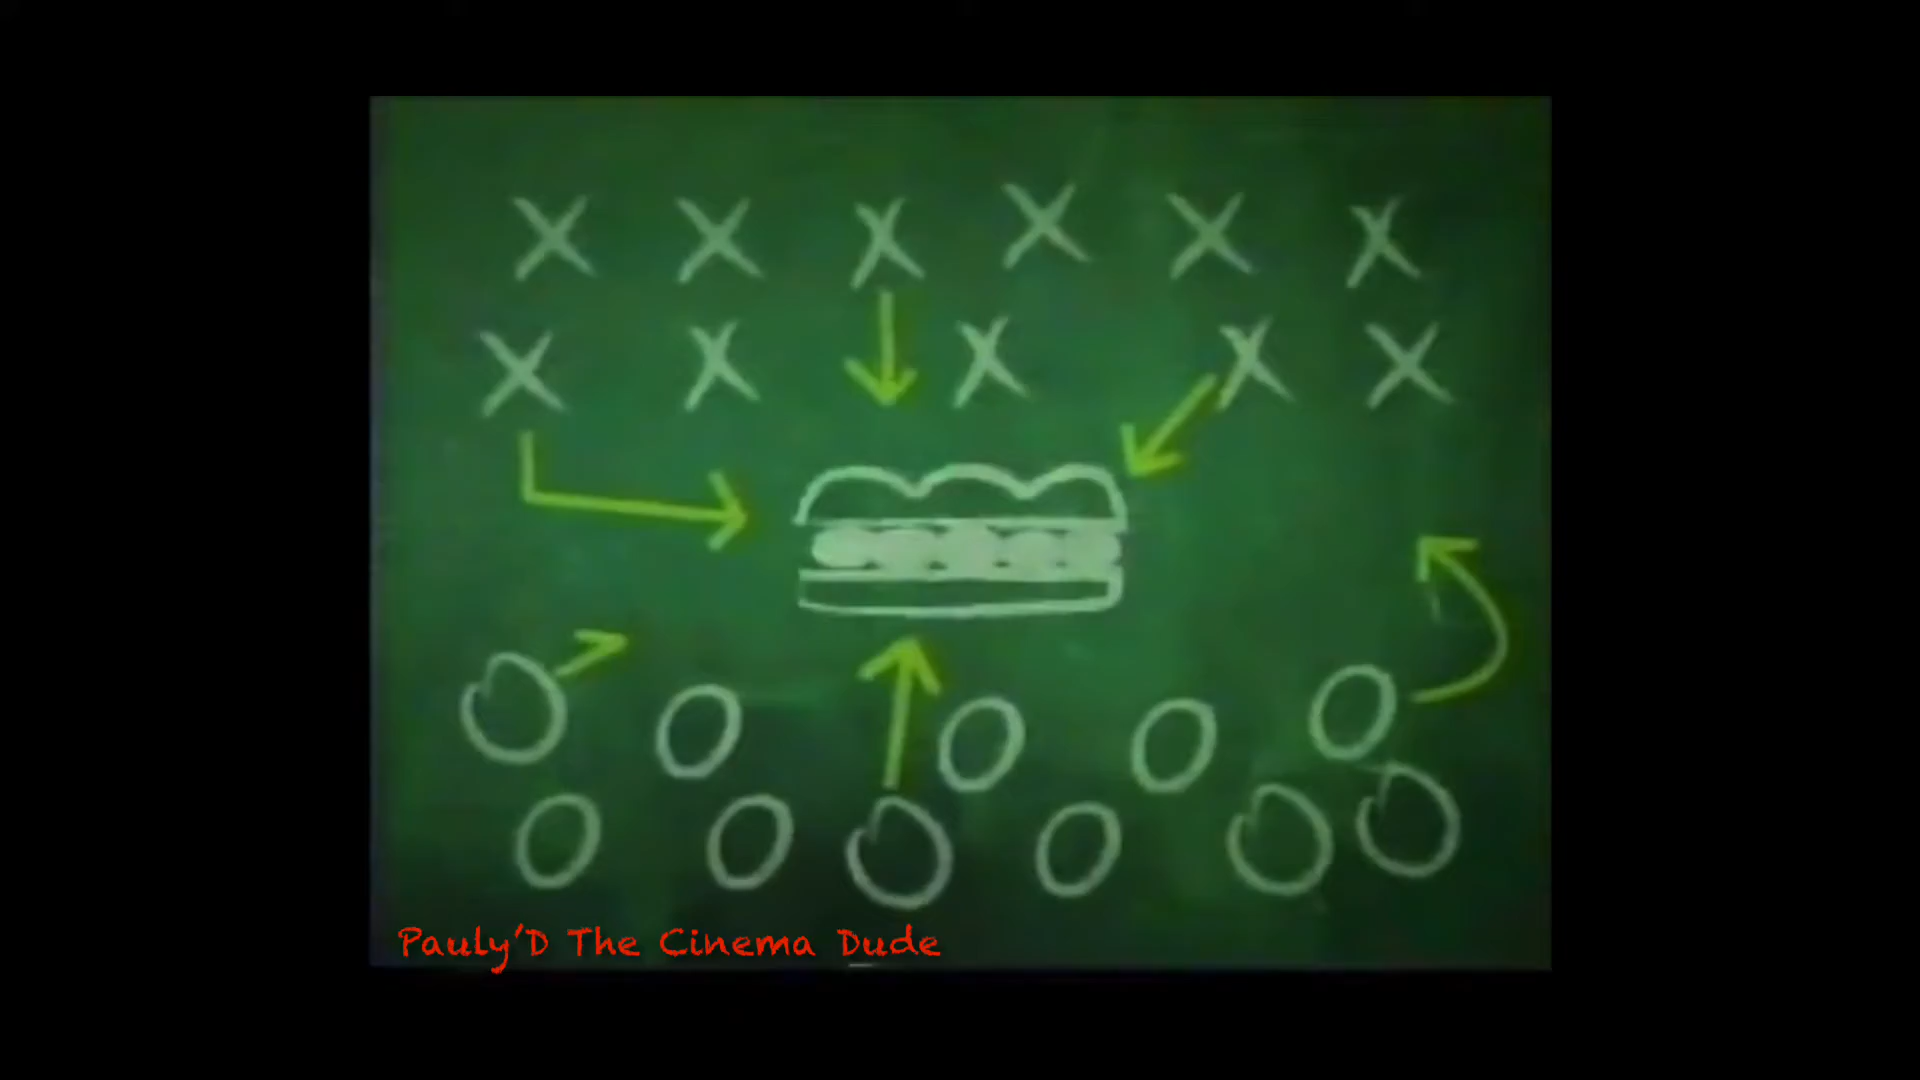 X X X X X X
X X X X X
O O O O O
O O O O O O
Pauly'D The Cinema Dude